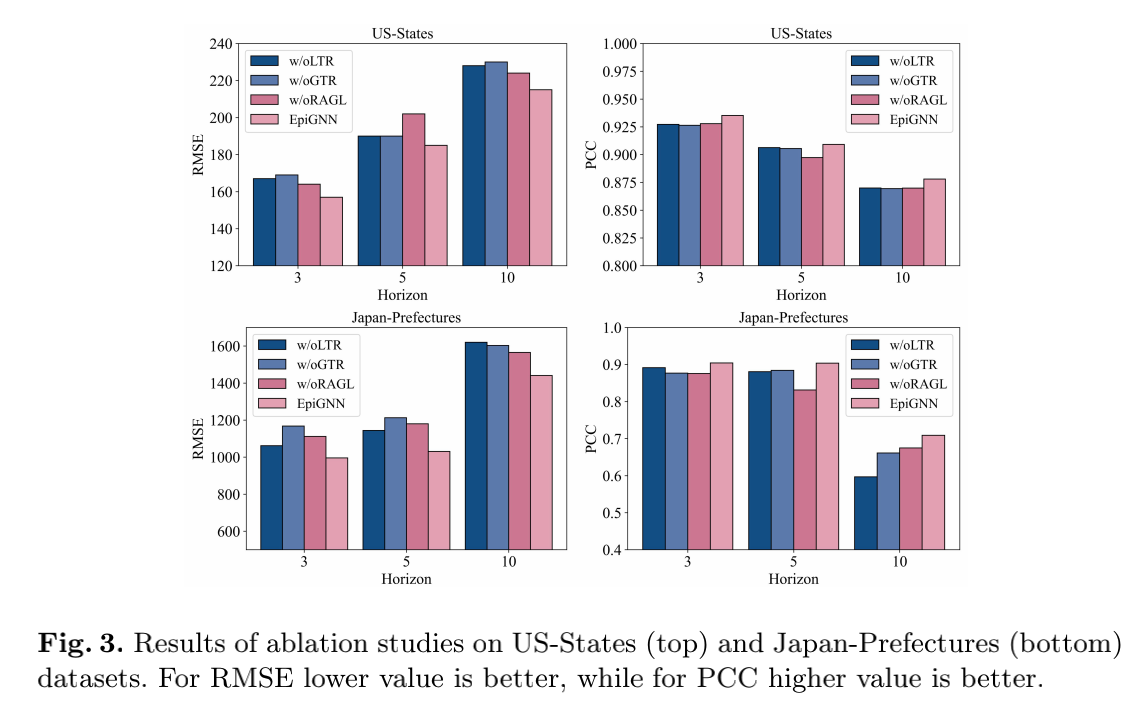 US-States
240
220
200
180
160
140
120
RMSE
w/oLTR
w/oGTR
w/oRAGL
EpiGNN
3
5
10
Horizon
US-States
1.000
0.975
0.950
0.925
0.900
0.875
0.850
0.825
0.800
PCC
w/oLTR
w/oGTR
w/oRAGL
EpiGNN
3
5
10
Horizon
Japan-Prefectures
1600
1400
1200
1000
800
600
RMSE
w/oLTR
w/oGTR
w/oRAGL
EpiGNN
3
5
10
Horizon
Japan-Prefectures
1.0
0.9
0.8
0.7
0.6
0.5
0.4
PCC
w/oLTR
w/oGTR
w/oRAGL
EpiGNN
3
5
10
Horizon
Fig. 3. Results of ablation studies on US-States (top) and Japan-Prefectures (bottom)
datasets. For RMSE lower value is better, while for PCC higher value is better.